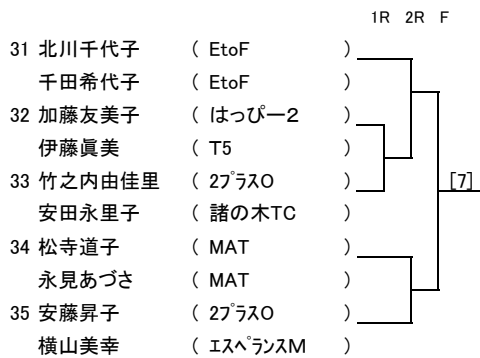 1R 2R F
31 北川千代子 ( EtoF )
千田希代子 ( EtoF )
32 加藤友美子 ( はっぴー2 )
伊藤眞美 ( T5 )
33 竹之内由佳里 ( 2プラスO )
[7]
安田永里子 ( 諸の木TC )
34 松寺道子 ( MAT )
永見あづさ ( MAT )
35 安藤昇子 ( 2プラスO )
横山美幸 ( エスペランスM )